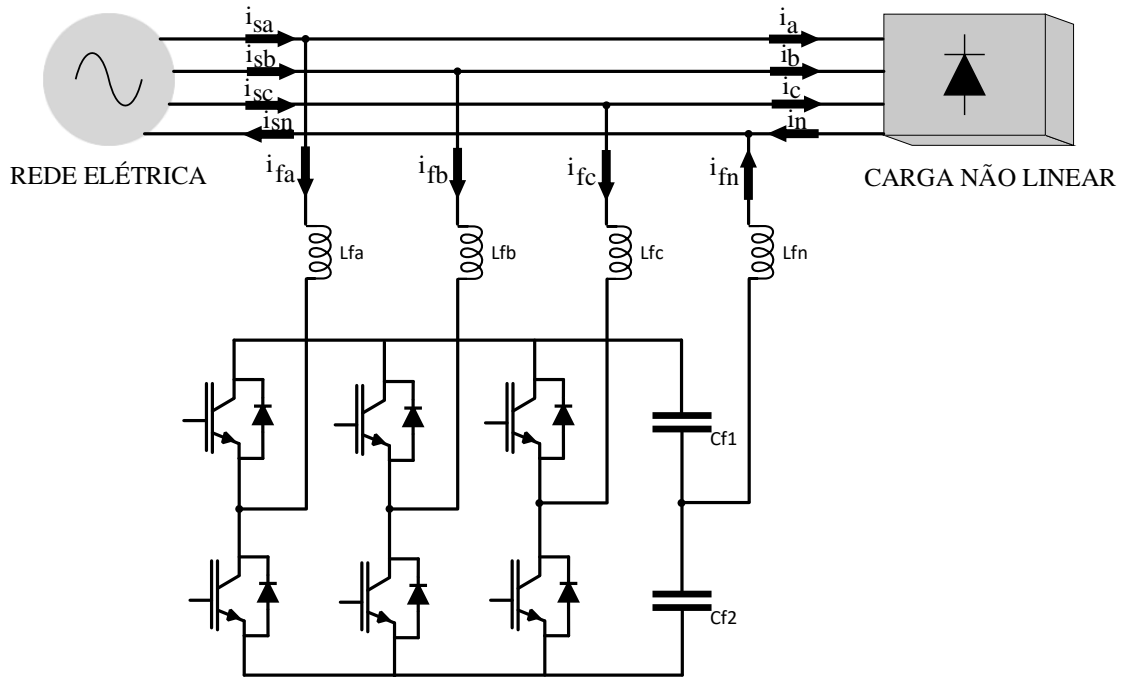 isa
ia
isb
ib
isc
ic
isn
in
REDE ELÉTRICA
ifa
ifb
ifc
ifn
CARGA NÃO LINEAR
Lfa
Lfb
Lfc
Lfn
Cf1
Cf2